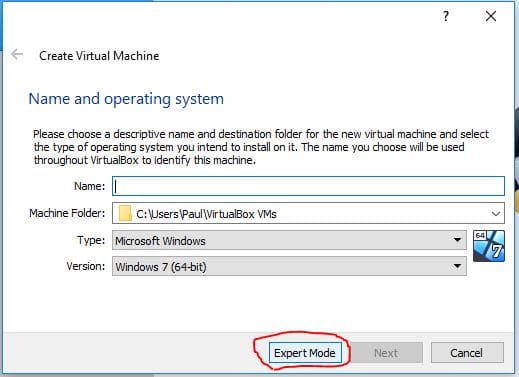 ?
Create Virtual Machine
Name and operating system
Please choose a descriptive name and destination folder for the new virtual machine and select
the type of operating system you intend to install on it. The name you choose will be used
throughout VirtualBox to identify this machine.
Name:
Machine Folder: C:\Users\Paul\VirtualBox VMs
Type: Microsoft Windows
64
7
Version: Windows 7 (64-bit)
Expert Mode Next Cancel